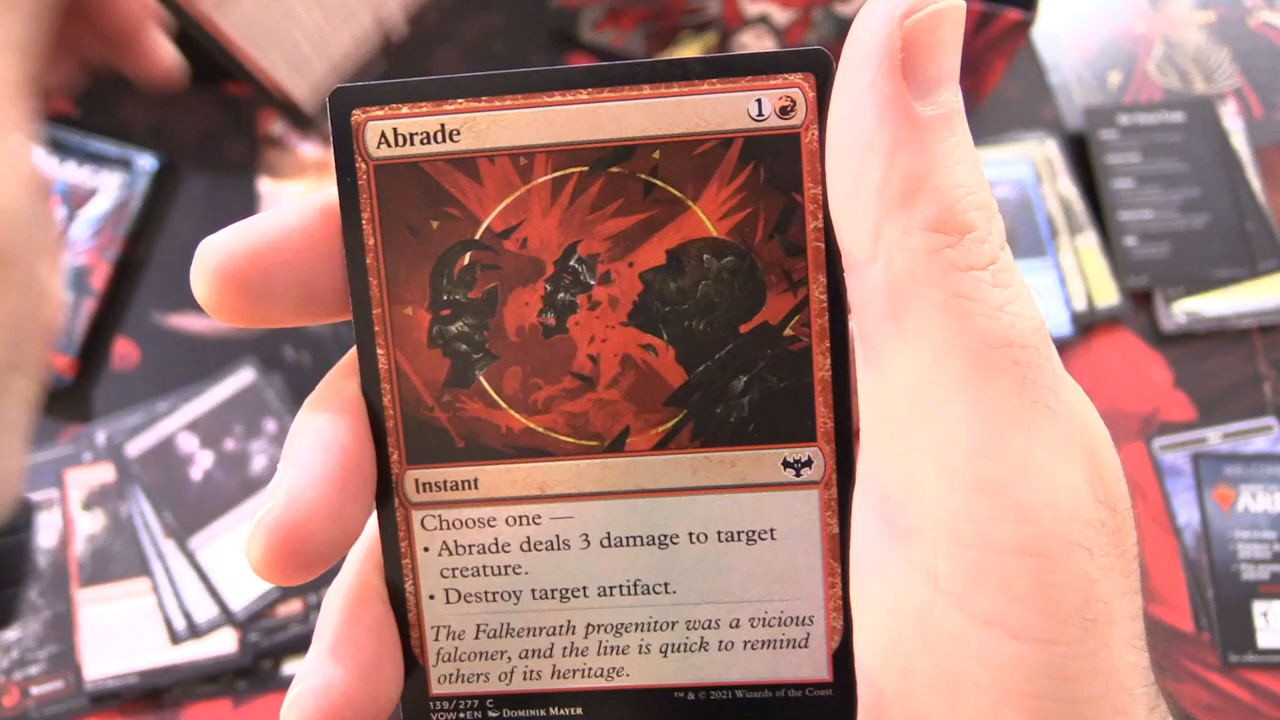 Abrade
1
Instant
Choose one —
• Abrade deals 3 damage to target
creature.
• Destroy target artifact.
The Falkenrath progenitor was a vicious
falconer, and the line is quick to remind
others of its heritage.
139/277 C
VOW★EN DOMINIK MAYER
™ & © 2021 Wizards of the Coast